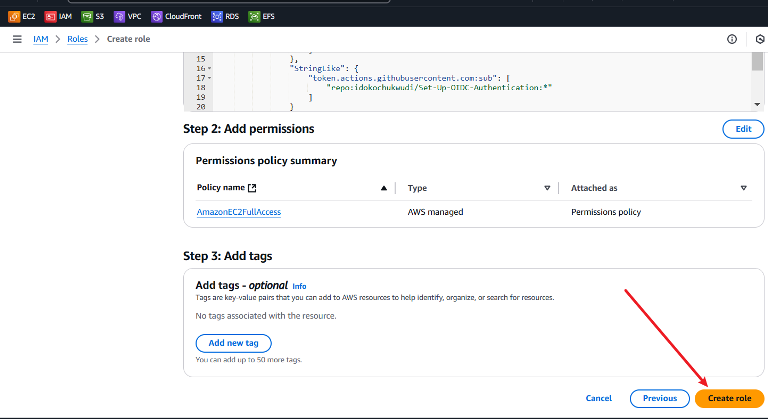 EC2 IAM S3 VPC CloudFront RDS EFS
IAM > Roles > Create role
15 },
16 "StringLike": {
17 "token.actions.githubusercontent.com:sub": [
18 "repo:idokochukwudi/Set-Up-OIDC-Authentication:*"
19 ]
20 }
Step 2: Add permissions
Edit
Permissions policy summary
Policy name Type Attached as
AmazonEC2FullAccess AWS managed Permissions policy
Step 3: Add tags
Add tags - optional Info
Tags are key-value pairs that you can add to AWS resources to help identify, organize, or search for resources.
No tags associated with the resource.
Add new tag
You can add up to 50 more tags.
Cancel Previous Create role